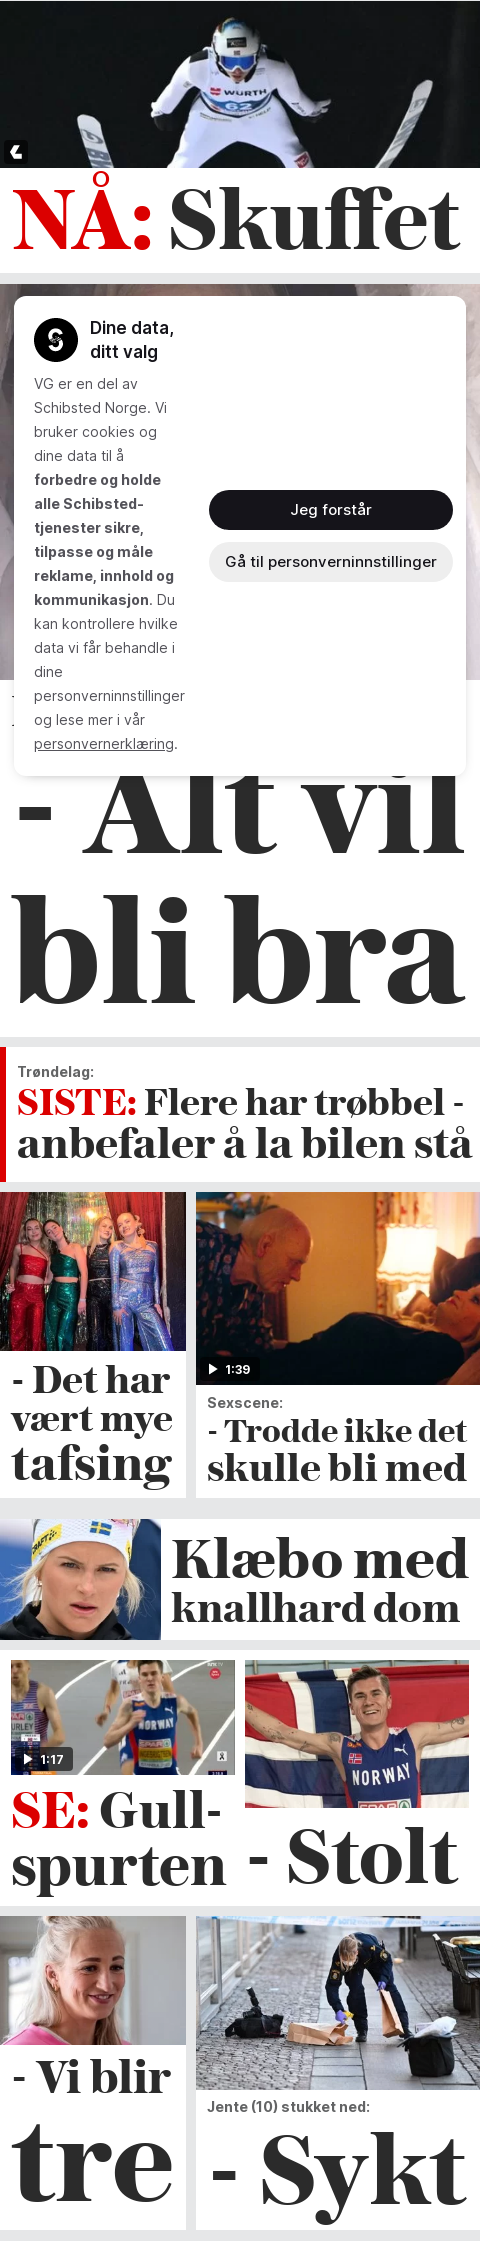 WÜRTH
62
NÅ: Skuffet
Dine data,
ditt valg
VG er en del av
Schibsted Norge. Vi
bruker cookies og
dine data til å
forbedre og holde
alle Schibsted-
tjenester sikre,
tilpasse og måle
reklame, innhold og
kommunikasjon. Du
kan kontrollere hvilke
data vi får behandle i
dine
personverninnstillinger
og lese mer i vår
personvernerklæring.
Jeg forstår
Gå til personverninnstillinger
- Alt vil
bli bra
Trøndelag:
SISTE: Flere har trøbbel -
anbefaler å la bilen stå
- Det har
vært mye
tafsing
1:39
Sexscene:
- Trodde ikke det
skulle bli med
CRAFT
Klæbo med
knallhard dom
NORWAY
1:17
SE: Gull-
spurten
NORWAY
- Stolt
- Vi blir
tre
Jente (10) stukket ned:
- Sykt